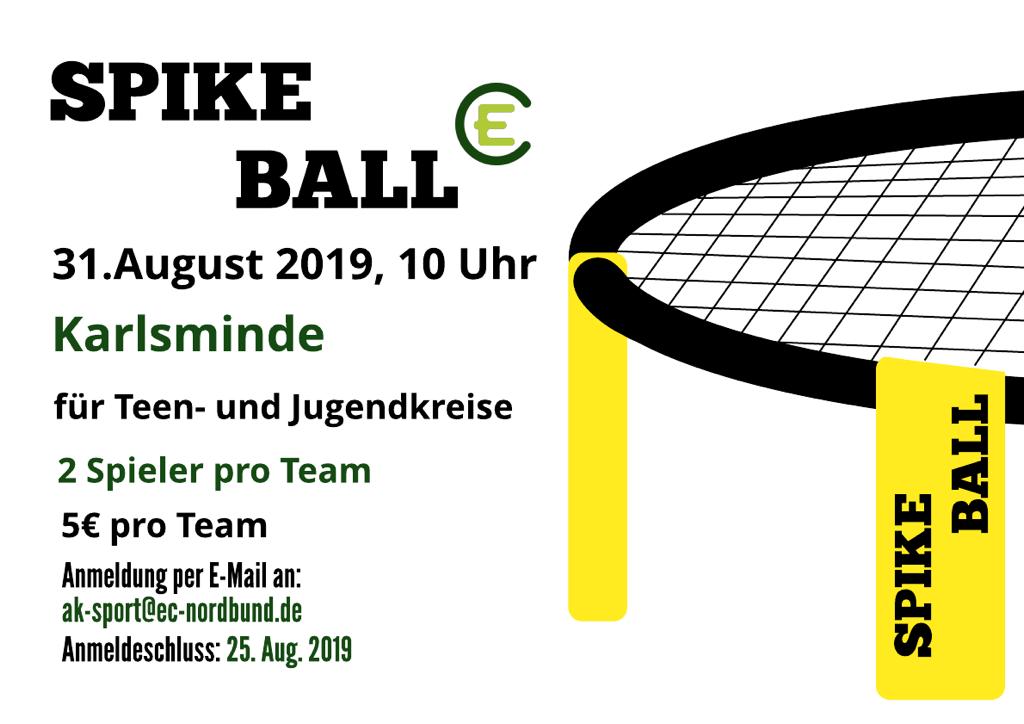 SPIKE
BALL
CE
31.August 2019, 10 Uhr
Karlsminde
für Teen- und Jugendkreise
2 Spieler pro Team
5€ pro Team
Anmeldung per E-Mail an:
ak-sport@ec-nordbund.de
Anmeldeschluss: 25. Aug. 2019
SPIKE
BALL